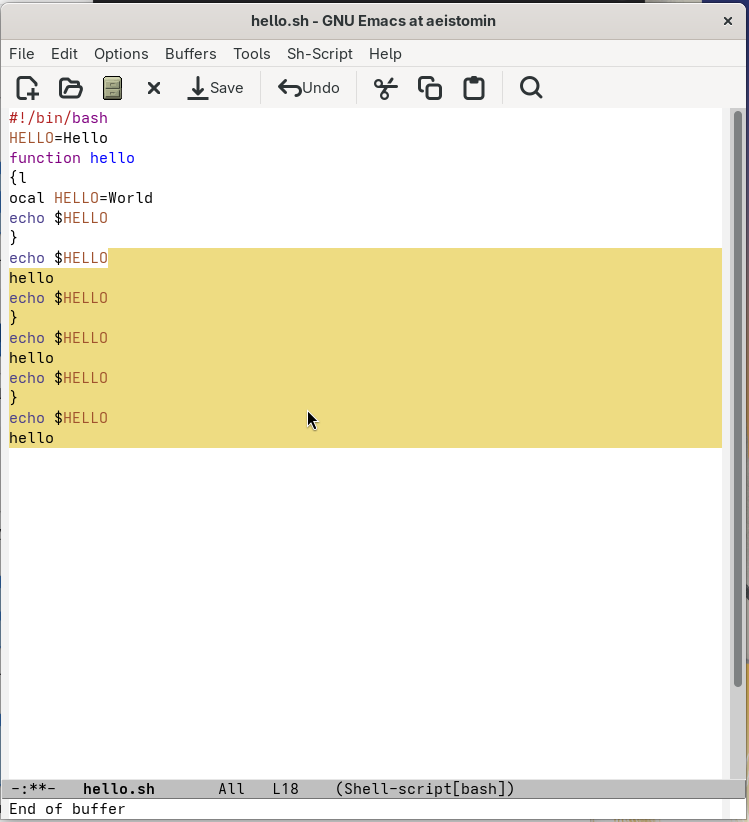 hello.sh - GNU Emacs at aeistomin
File Edit Options Buffers Tools Sh-Script Help
Save Undo
#!/bin/bash
HELLO=Hello
function hello
{l
ocal HELLO=World
echo $HELLO
}
echo $HELLO
hello
echo $HELLO
}
echo $HELLO
hello
echo $HELLO
}
echo $HELLO
hello
-:**- hello.sh All L18 (Shell-script[bash])
End of buffer